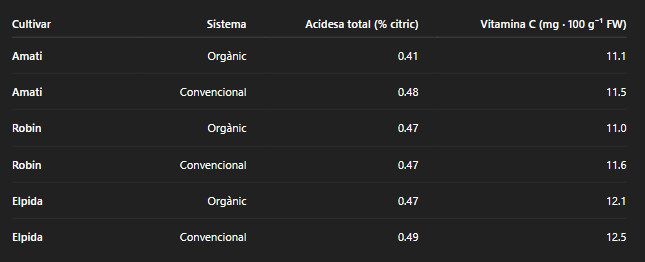 Cultivar Sistema Acidesa total (% cítric) Vitamina C (mg · 100 g⁻¹ FW)
Amati Orgànic 0.41 11.1
Amati Convencional 0.48 11.5
Robin Orgànic 0.47 11.0
Robin Convencional 0.47 11.6
Elpida Orgànic 0.47 12.1
Elpida Convencional 0.49 12.5